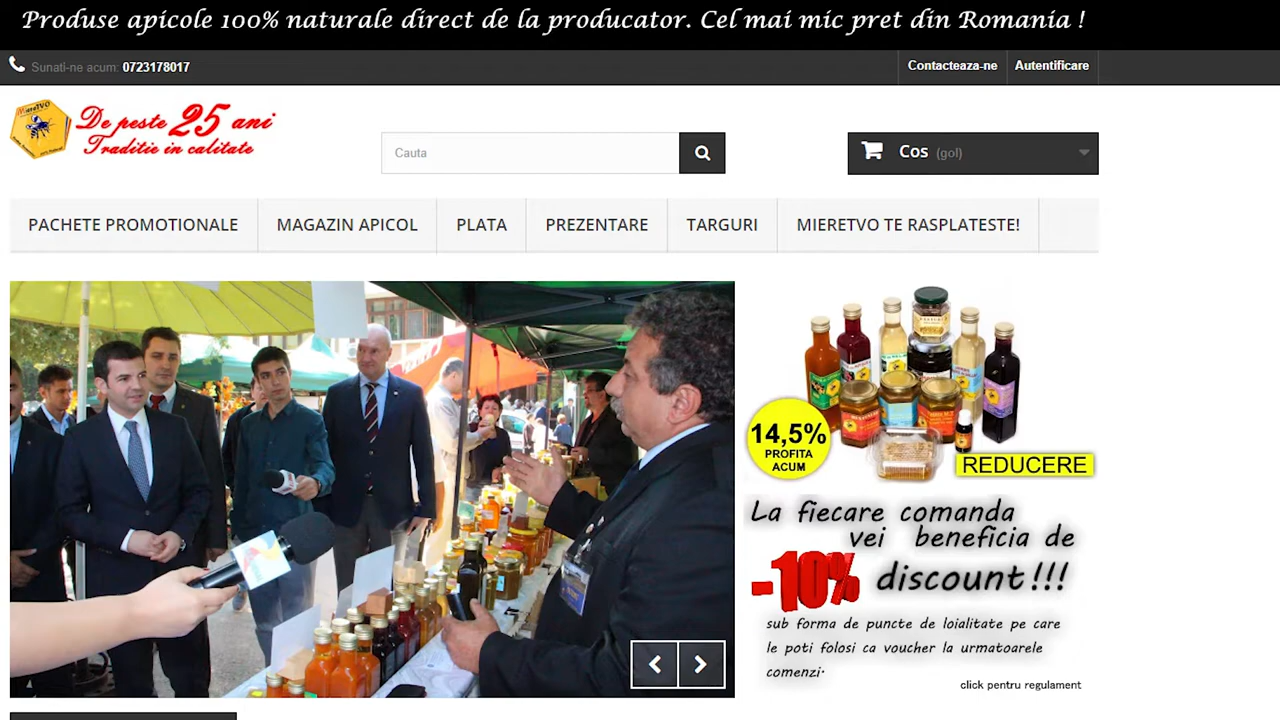 Produse apicole 100% naturale direct de la producator. Cel mai mic pret din Romania !
Sunati-ne acum: 0723178017
Contacteaza-ne
Autentificare
MiereTVO
De peste 25 ani
Traditie in calitate
Cauta
Cos (gol)
PACHETE PROMOTIONALE
MAGAZIN APICOL
PLATA
PREZENTARE
TARGURI
MIERETVO TE RASPLATESTE!
14,5%
PROFITA
ACUM
REDUCERE
La fiecare comanda
vei beneficia de
-10% discount!!!
sub forma de puncte de loialitate pe care
le poti folosi ca voucher la urmatoarele
comenzi.
click pentru regulament